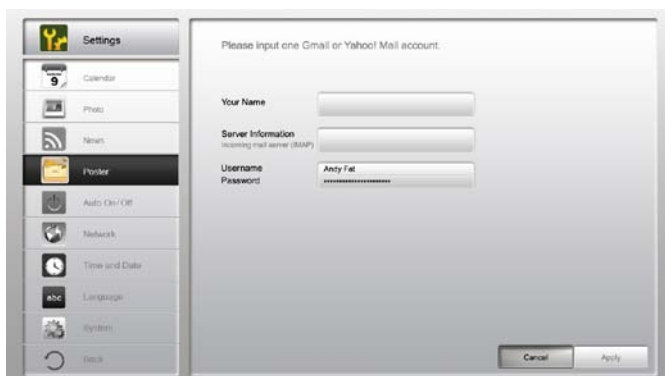 Settings
9
Calendar
Photo
News
Poster
Auto On/Off
Network
Time and Date
abc
Language
System
Back
Please input one Gmail or Yahoo! Mail account.
Your Name
Server Information
Incoming mail server (IMAP)
Username
Andy Fat
Password
•••••••••••••••••••••
Cancel
Apply